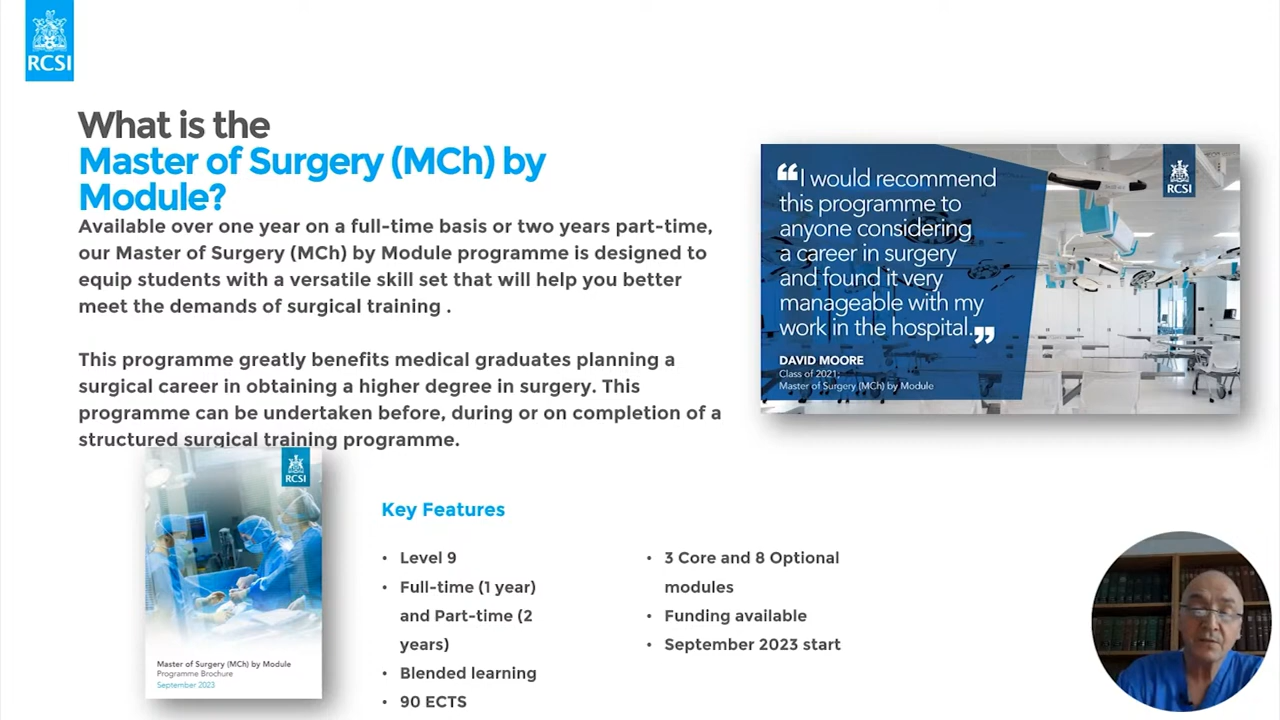 RCSI
What is the
Master of Surgery (MCh) by
Module?
Available over one year on a full-time basis or two years part-time,
our Master of Surgery (MCh) by Module programme is designed to
equip students with a versatile skill set that will help you better
meet the demands of surgical training .
This programme greatly benefits medical graduates planning a
surgical career in obtaining a higher degree in surgery. This
programme can be undertaken before, during or on completion of a
structured surgical training programme.
RCSI
“I would recommend
this programme to
anyone considering
a career in surgery
and found it very
manageable with my
work in the hospital.”
DAVID MOORE
Class of 2021;
Master of Surgery (MCh) by Module
RCSI
Master of Surgery (MCh) by Module
Programme Brochure
September 2023
Key Features
• Level 9
• Full-time (1 year)
and Part-time (2
years)
• Blended learning
• 90 ECTS
• 3 Core and 8 Optional
modules
• Funding available
• September 2023 start